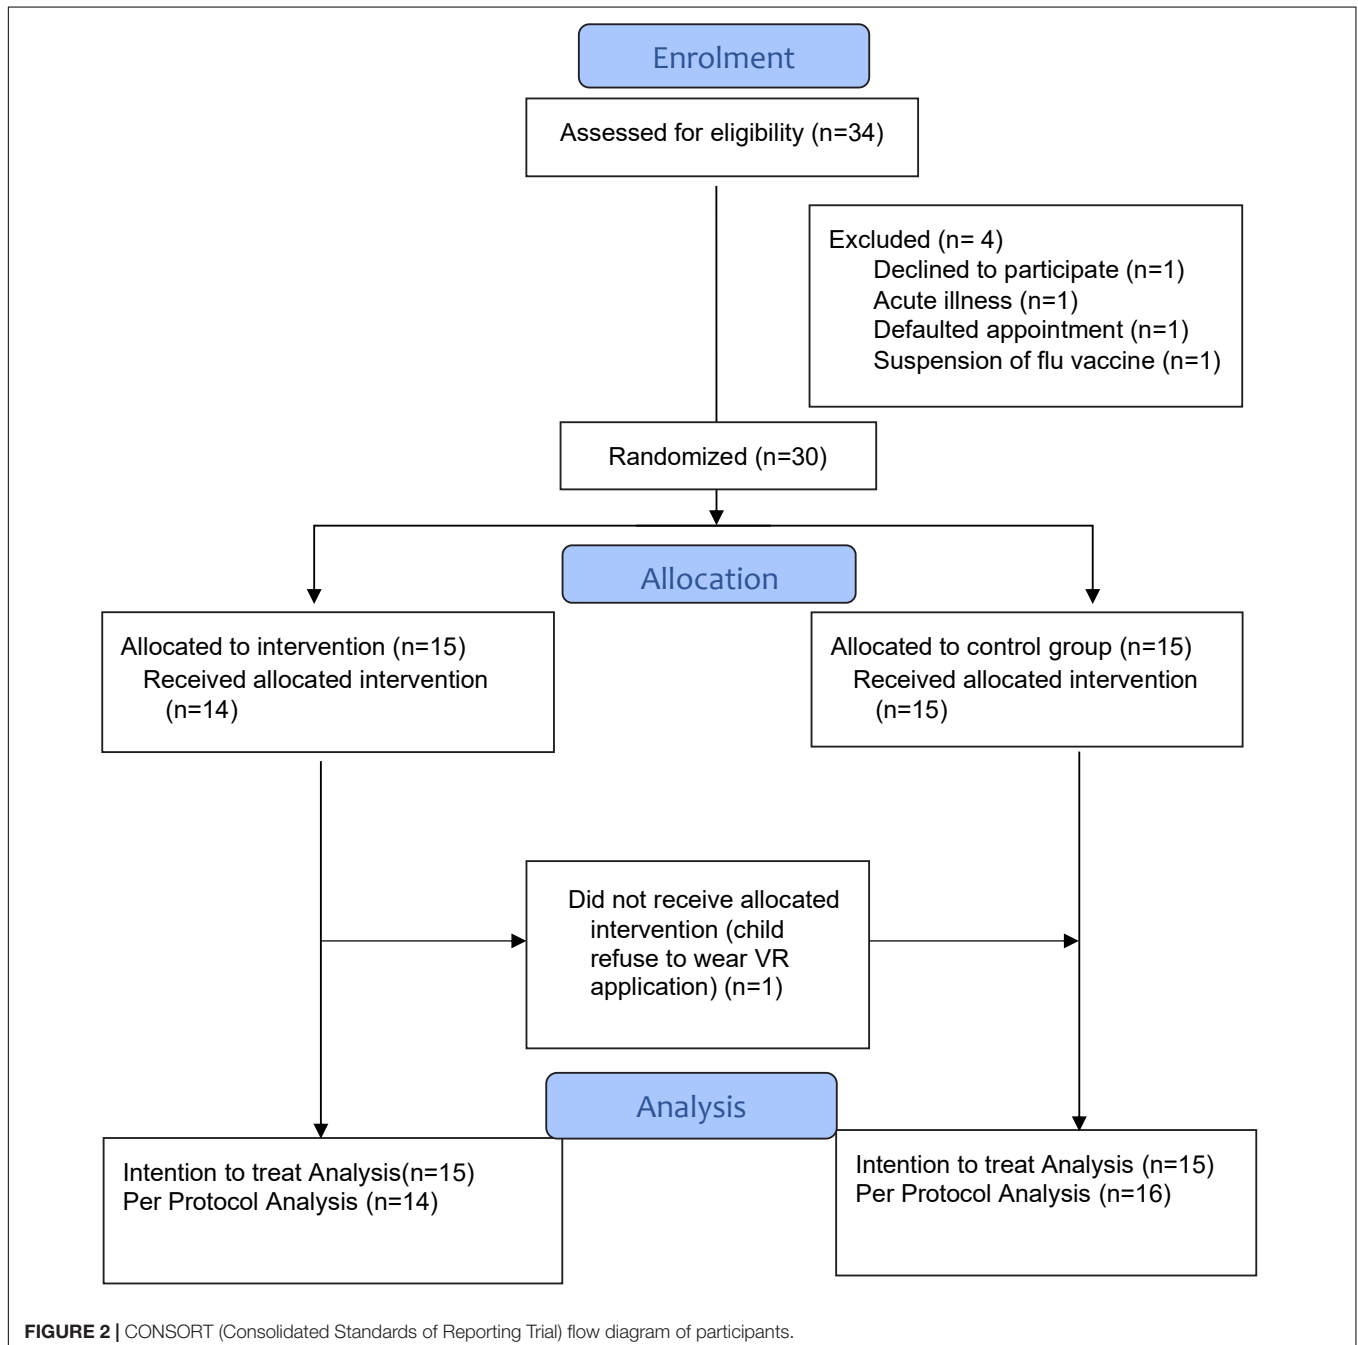 Enrolment
Assessed for eligibility (n=34)
Excluded (n= 4)
Declined to participate (n=1)
Acute illness (n=1)
Defaulted appointment (n=1)
Suspension of flu vaccine (n=1)
Randomized (n=30)
Allocation
Allocated to intervention (n=15)
Received allocated intervention
(n=14)
Allocated to control group (n=15)
Received allocated intervention
(n=15)
Did not receive allocated
intervention (child
refuse to wear VR
application) (n=1)
Analysis
Intention to treat Analysis(n=15)
Per Protocol Analysis (n=14)
Intention to treat Analysis (n=15)
Per Protocol Analysis (n=16)
FIGURE 2 | CONSORT (Consolidated Standards of Reporting Trial) flow diagram of participants.